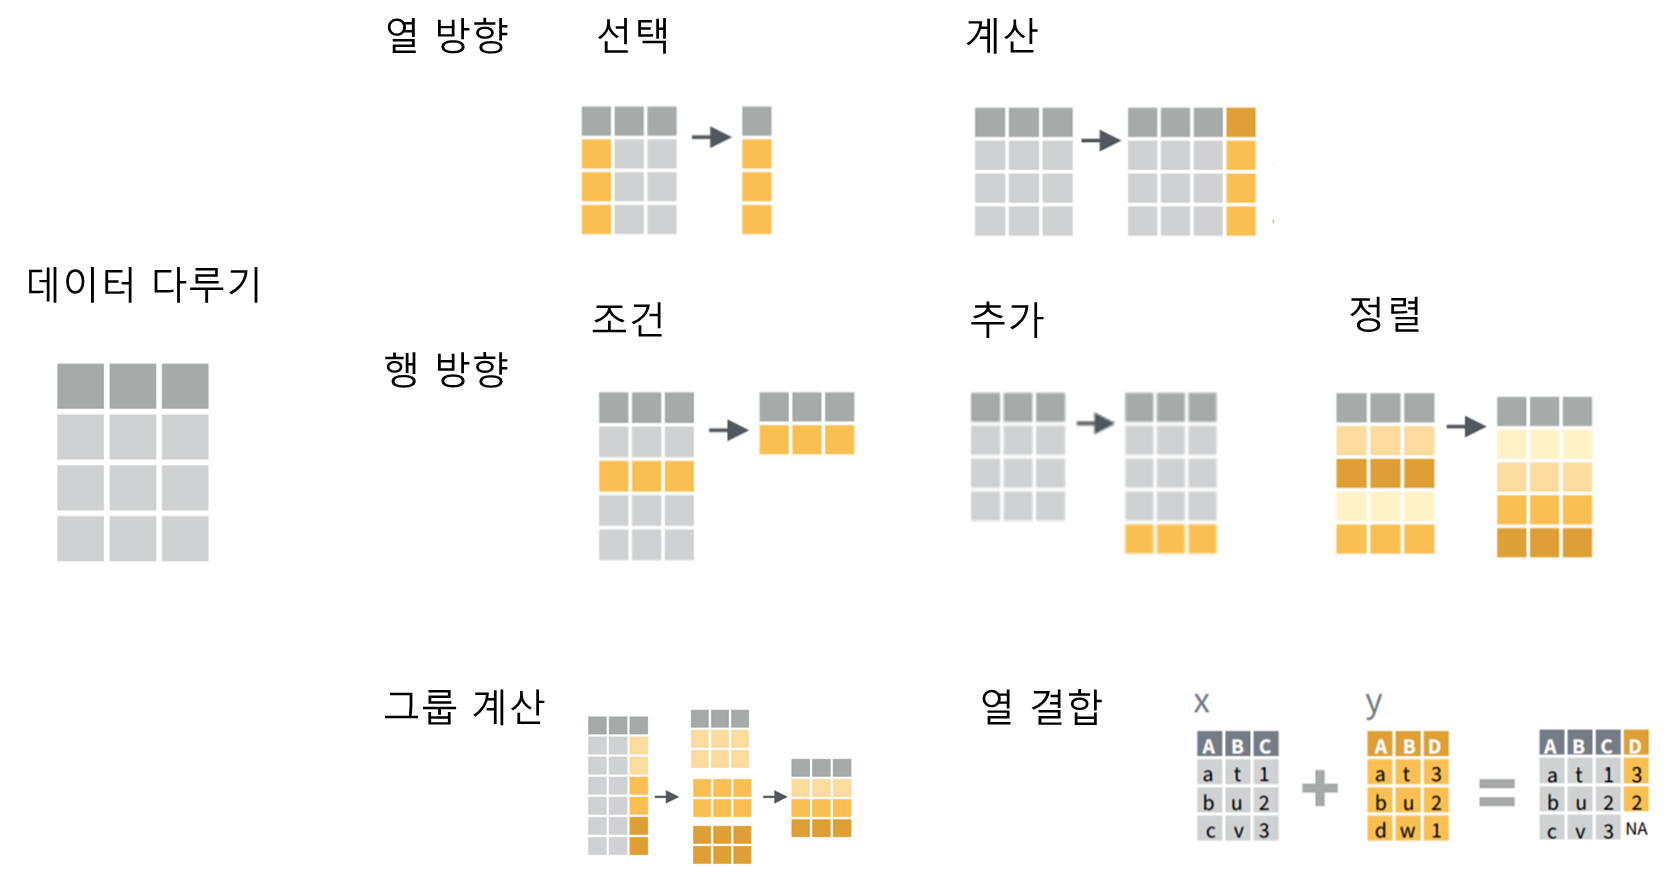 열 방향 선택 계산
데이터 다루기
조건 추가 정렬
행 방향
그룹 계산 열 결합
x y
A B C A B D A B C D
a t 1 a t 3 a t 1 3
b u 2 b u 2 b u 2 2
c v 3 d w 1 c v 3 NA
+ =